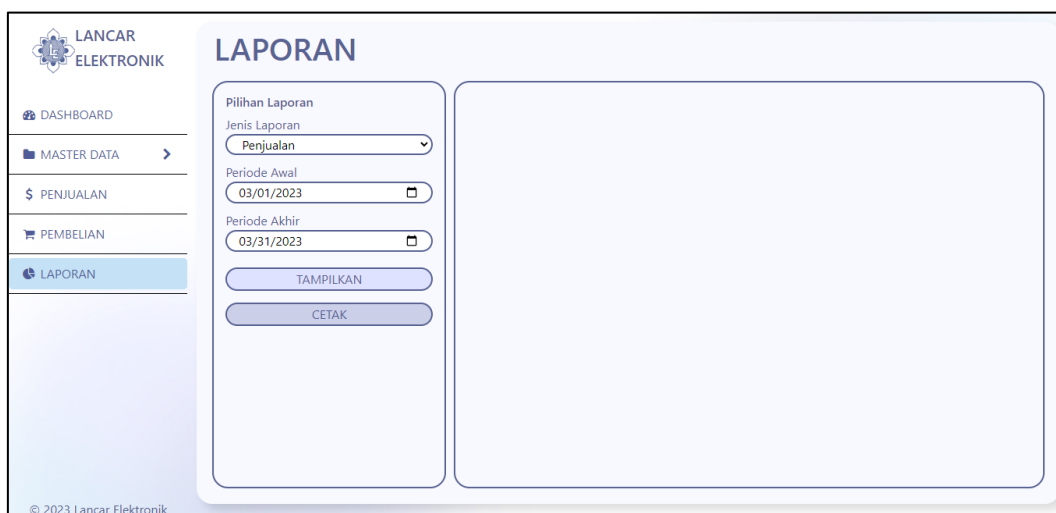 LANCAR
ELEKTRONIK
DASHBOARD
MASTER DATA
$ PENJUALAN
PEMBELIAN
LAPORAN
© 2023 Lancar Elektronik
LAPORAN
Pilihan Laporan
Jenis Laporan
Penjualan
Periode Awal
03/01/2023
Periode Akhir
03/31/2023
TAMPILKAN
CETAK